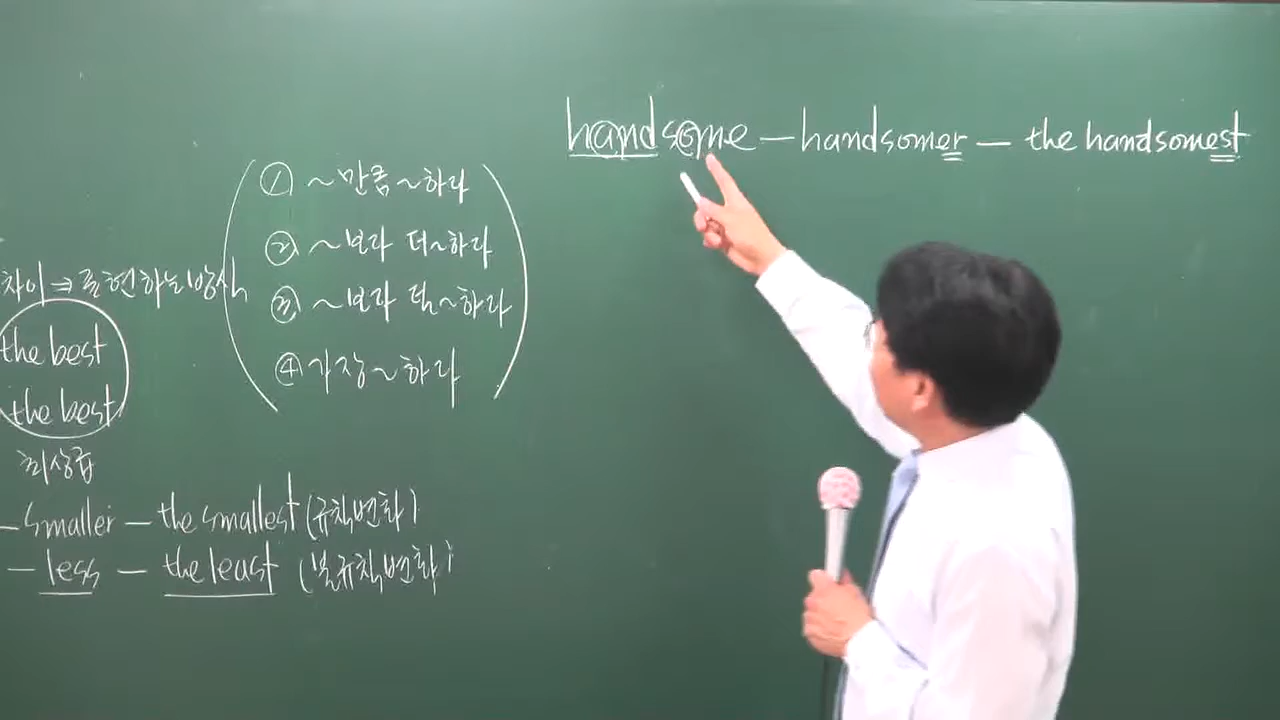 handsome – handsomer – the handsomest
① ~만큼 ~하다
② ~보다 더~하다
③ ~보다 덜~하다
④ 가장~하다
차이 ⇒ 표현하는 방식
the best
the best
최상급
– smaller – the smallest (규칙변화)
– less – the least (불규칙변화)